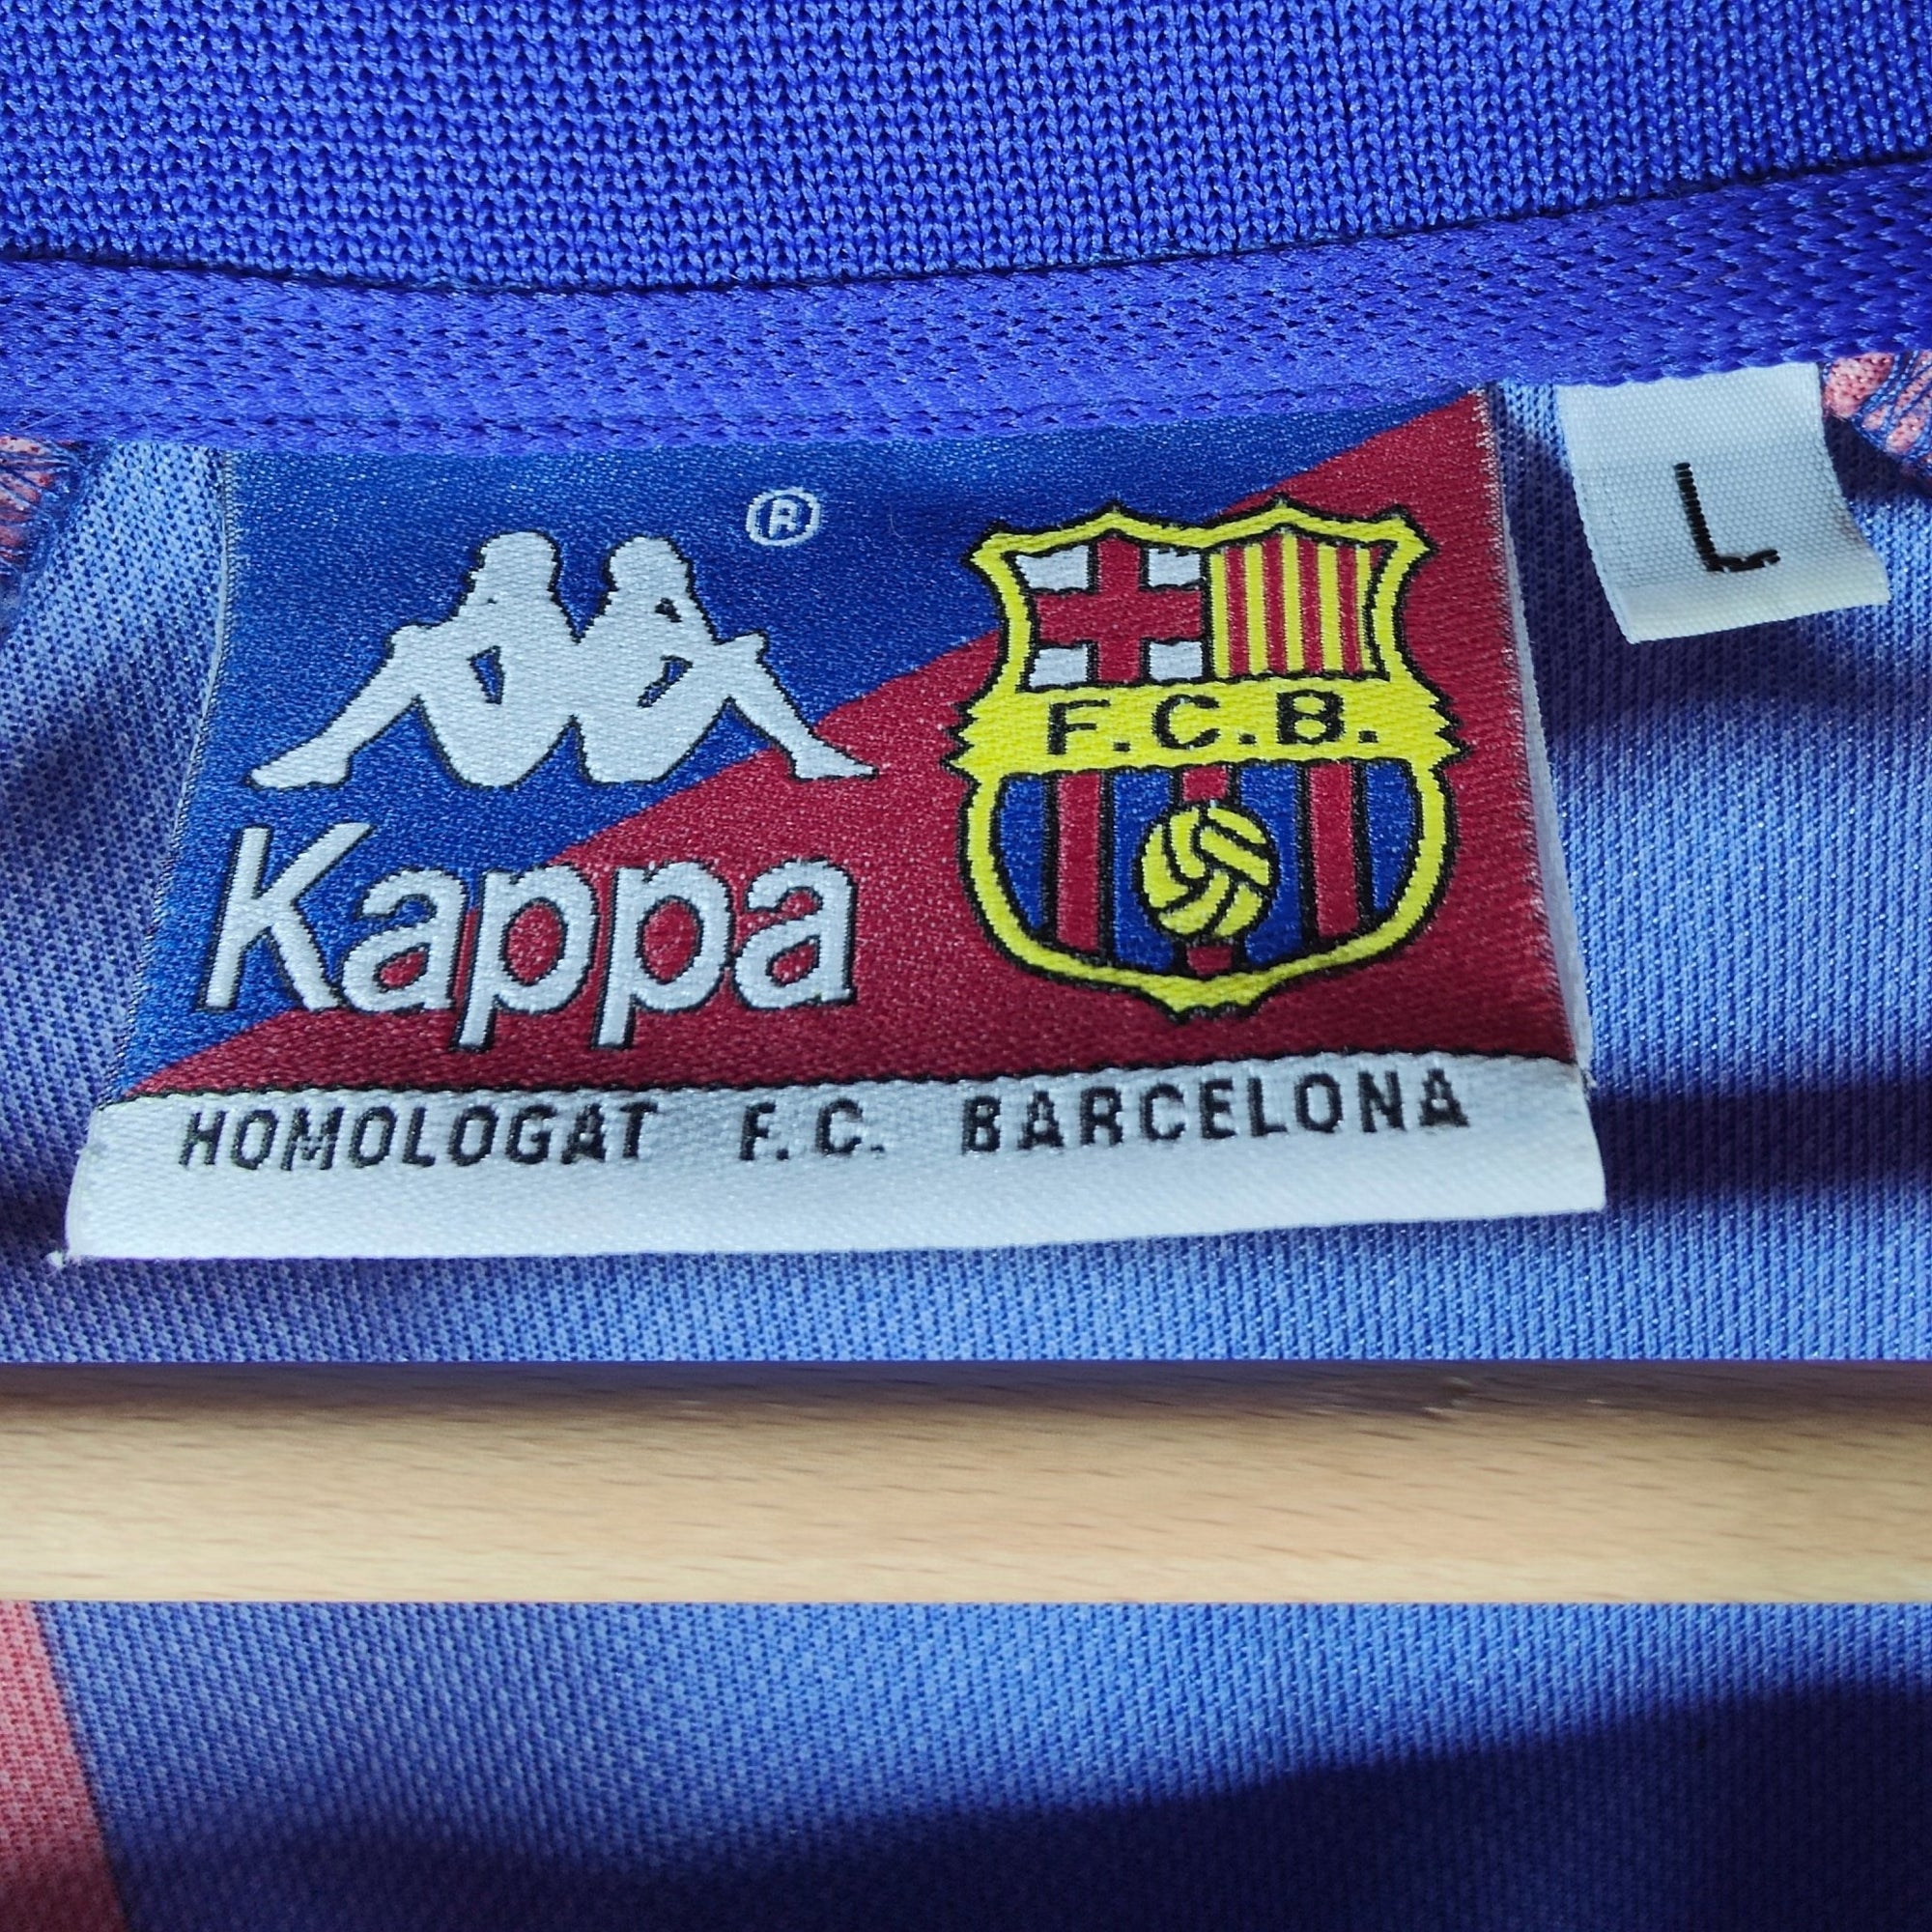 ®
L
F.C.B.
Kappa
HOMOLOGAT F.C. BARCELONA